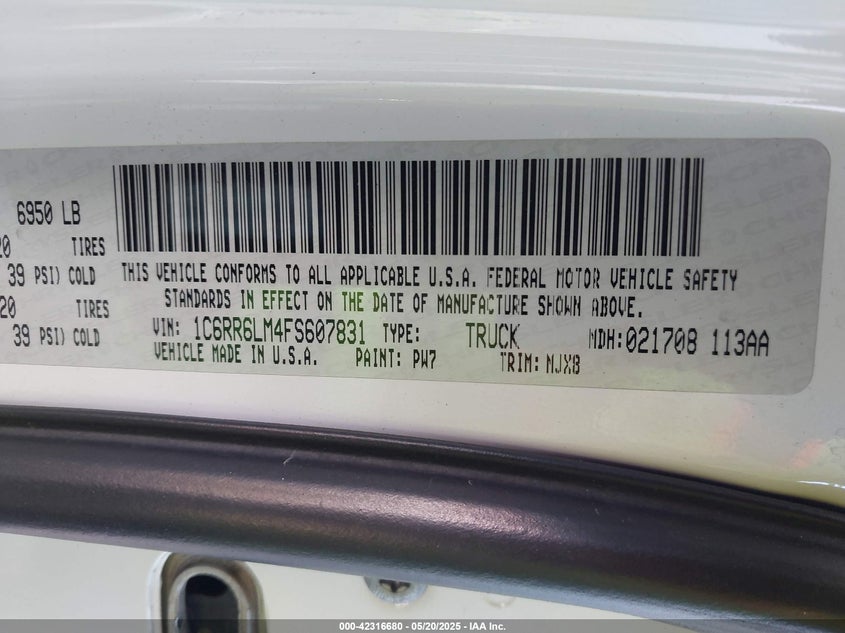 6950 LB
20 TIRES
39 PSI) COLD
20 TIRES
39 PSI) COLD
THIS VEHICLE CONFORMS TO ALL APPLICABLE U.S.A. FEDERAL MOTOR VEHICLE SAFETY
STANDARDS IN EFFECT ON THE DATE OF MANUFACTURE SHOWN ABOVE.
VIN: 1C6RR6LM4FS607831 TYPE: TRUCK MDH:021708 113AA
VEHICLE MADE IN U.S.A. PAINT: PW7 TRIM: MJX8
000-42316680 - 05/20/2025 - IAA Inc.